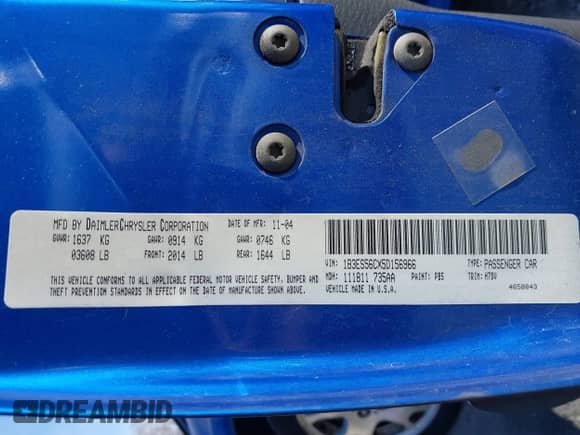 MFD BY DAIMLERCHRYSLER CORPORATION DATE OF MFR: 11-04
GVWR: 1637 KG GAWR: 0914 KG GAWR: 0746 KG
03608 LB FRONT: 2014 LB REAR: 1644 LB
THIS VEHICLE CONFORMS TO ALL APPLICABLE FEDERAL MOTOR VEHICLE SAFETY, BUMPER AND
THEFT PREVENTION STANDARDS IN EFFECT ON THE DATE OF MANUFACTURE SHOWN ABOVE.
VIN: 1B3ES56CX5D156966 TYPE: PASSENGER CAR
MDH: 111811 735AA PAINT: PB5 TRIM: M7DV
VEHICLE MADE IN U.S.A. 4658043
DREAMBID